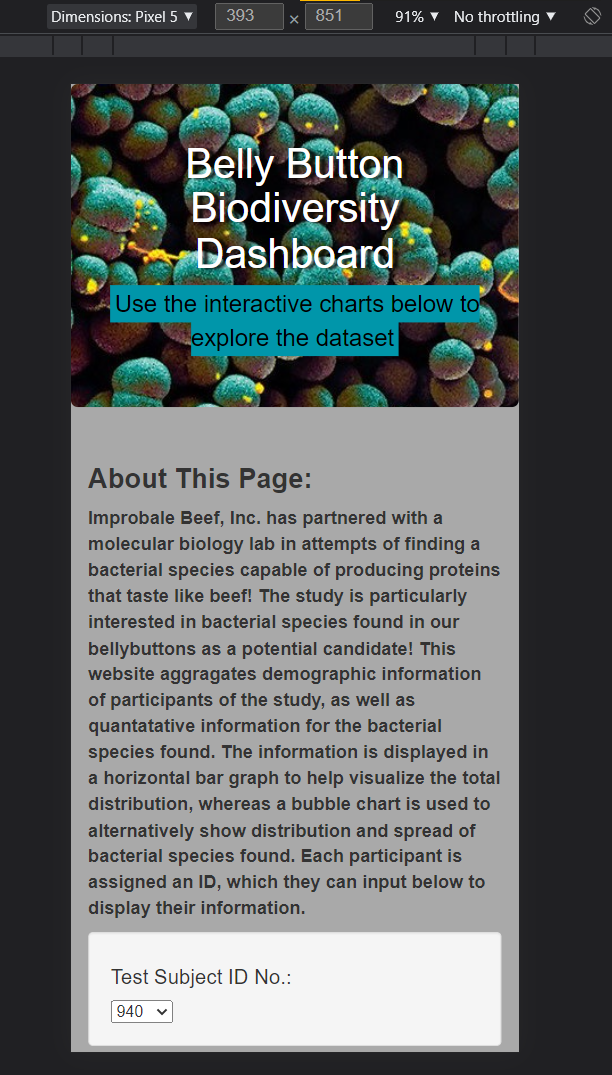 Dimensions: Pixel 5 ▼ 393 × 851 91% ▼ No throttling ▼
Belly Button
Biodiversity
Dashboard
Use the interactive charts below to
explore the dataset
About This Page:
Improbale Beef, Inc. has partnered with a
molecular biology lab in attempts of finding a
bacterial species capable of producing proteins
that taste like beef! The study is particularly
interested in bacterial species found in our
bellybuttons as a potential candidate! This
website aggragates demographic information
of participants of the study, as well as
quantatative information for the bacterial
species found. The information is displayed in
a horizontal bar graph to help visualize the total
distribution, whereas a bubble chart is used to
alternatively show distribution and spread of
bacterial species found. Each participant is
assigned an ID, which they can input below to
display their information.
Test Subject ID No.:
940